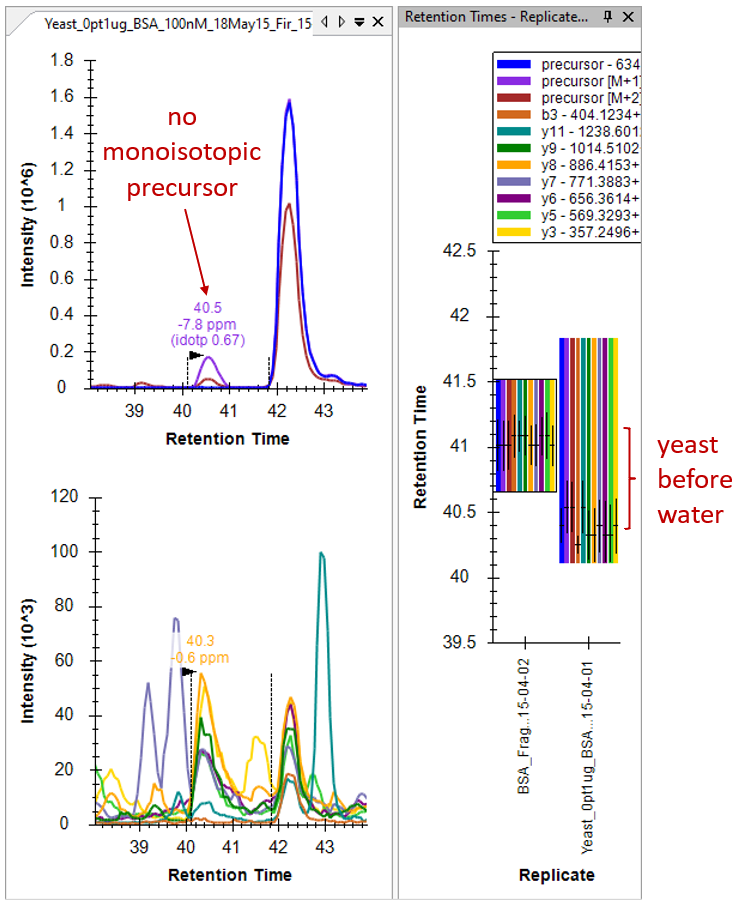 Yeast_0pt1ug_BSA_100nM_18May15_Fir_15
1.8
1.6
1.4
1.2
1
0.8
0.6
0.4
0.2
0
Intensity (10^6)
no
monoisotopic
precursor
40.5
-7.8 ppm
(idotp 0.67)
39
40
41
42
43
Retention Time
120
100
80
60
40
20
0
Intensity (10^3)
40.3
-0.6 ppm
39
40
41
42
43
Retention Time
Retention Times - Replicate...
precursor - 634
precursor [M+1]
precursor [M+2]
b3 - 404.1234+
y11 - 1238.601
y9 - 1014.5102
y8 - 886.4153+
y7 - 771.3883+
y6 - 656.3614+
y5 - 569.3293+
y3 - 357.2496+
42.5
42
41.5
41
40.5
40
39.5
Retention Time
BSA_Frag...15-04-02
Yeast_0pt1ug_BSA...15-04-01
Replicate
yeast
before
water